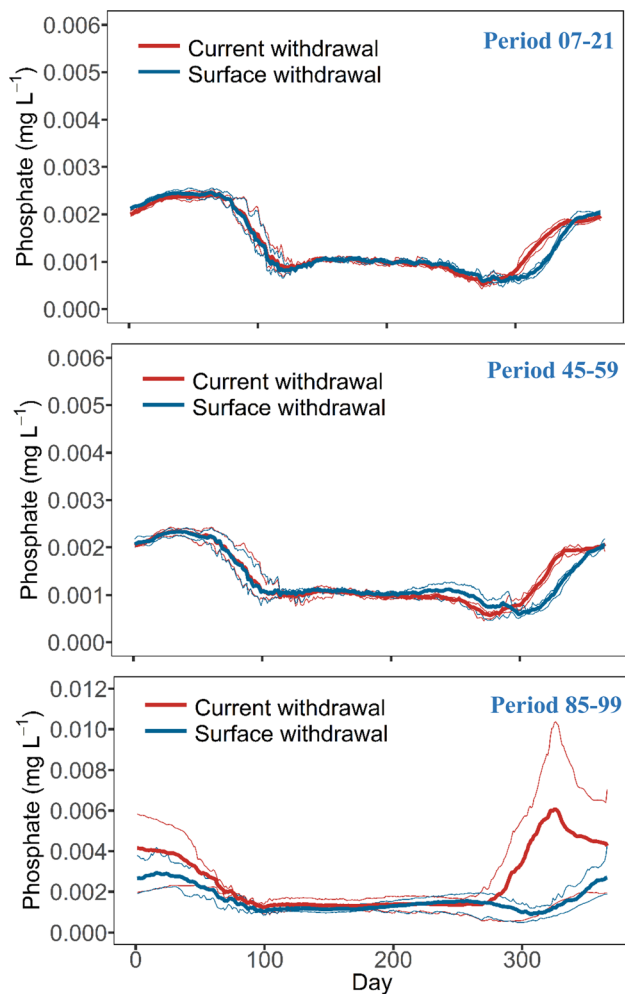 Period 07-21
Current withdrawal
Surface withdrawal
Phosphate (mg L⁻¹)
0.006
0.005
0.004
0.003
0.002
0.001
0.000
Period 45-59
Current withdrawal
Surface withdrawal
Phosphate (mg L⁻¹)
0.006
0.005
0.004
0.003
0.002
0.001
0.000
Period 85-99
Current withdrawal
Surface withdrawal
Phosphate (mg L⁻¹)
0.012
0.010
0.008
0.006
0.004
0.002
0.000
0 100 200 300
Day